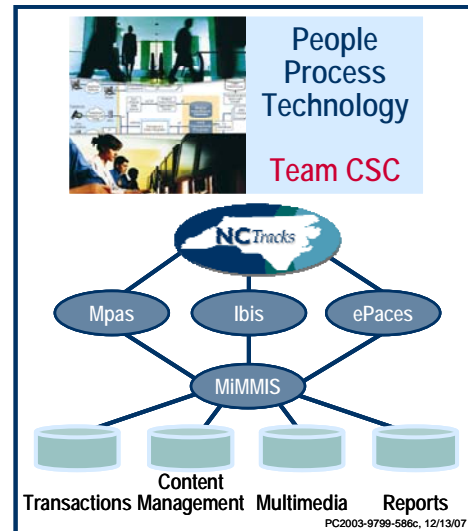 People
Process
Technology
Team CSC
NCTracks
Mpas
Ibis
ePaces
MiMMIS
Transactions
Content
Management
Multimedia
Reports
PC2003-9799-586c, 12/13/07